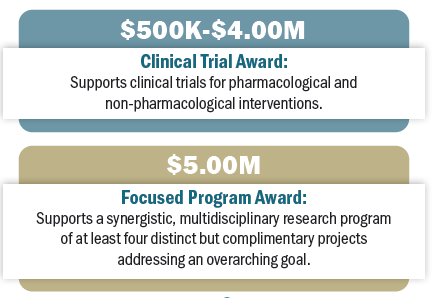 $500K-$4.00M
Clinical Trial Award:
Supports clinical trials for pharmacological and
non-pharmacological interventions.
$5.00M
Focused Program Award:
Supports a synergistic, multidisciplinary research program
of at least four distinct but complimentary projects
addressing an overarching goal.